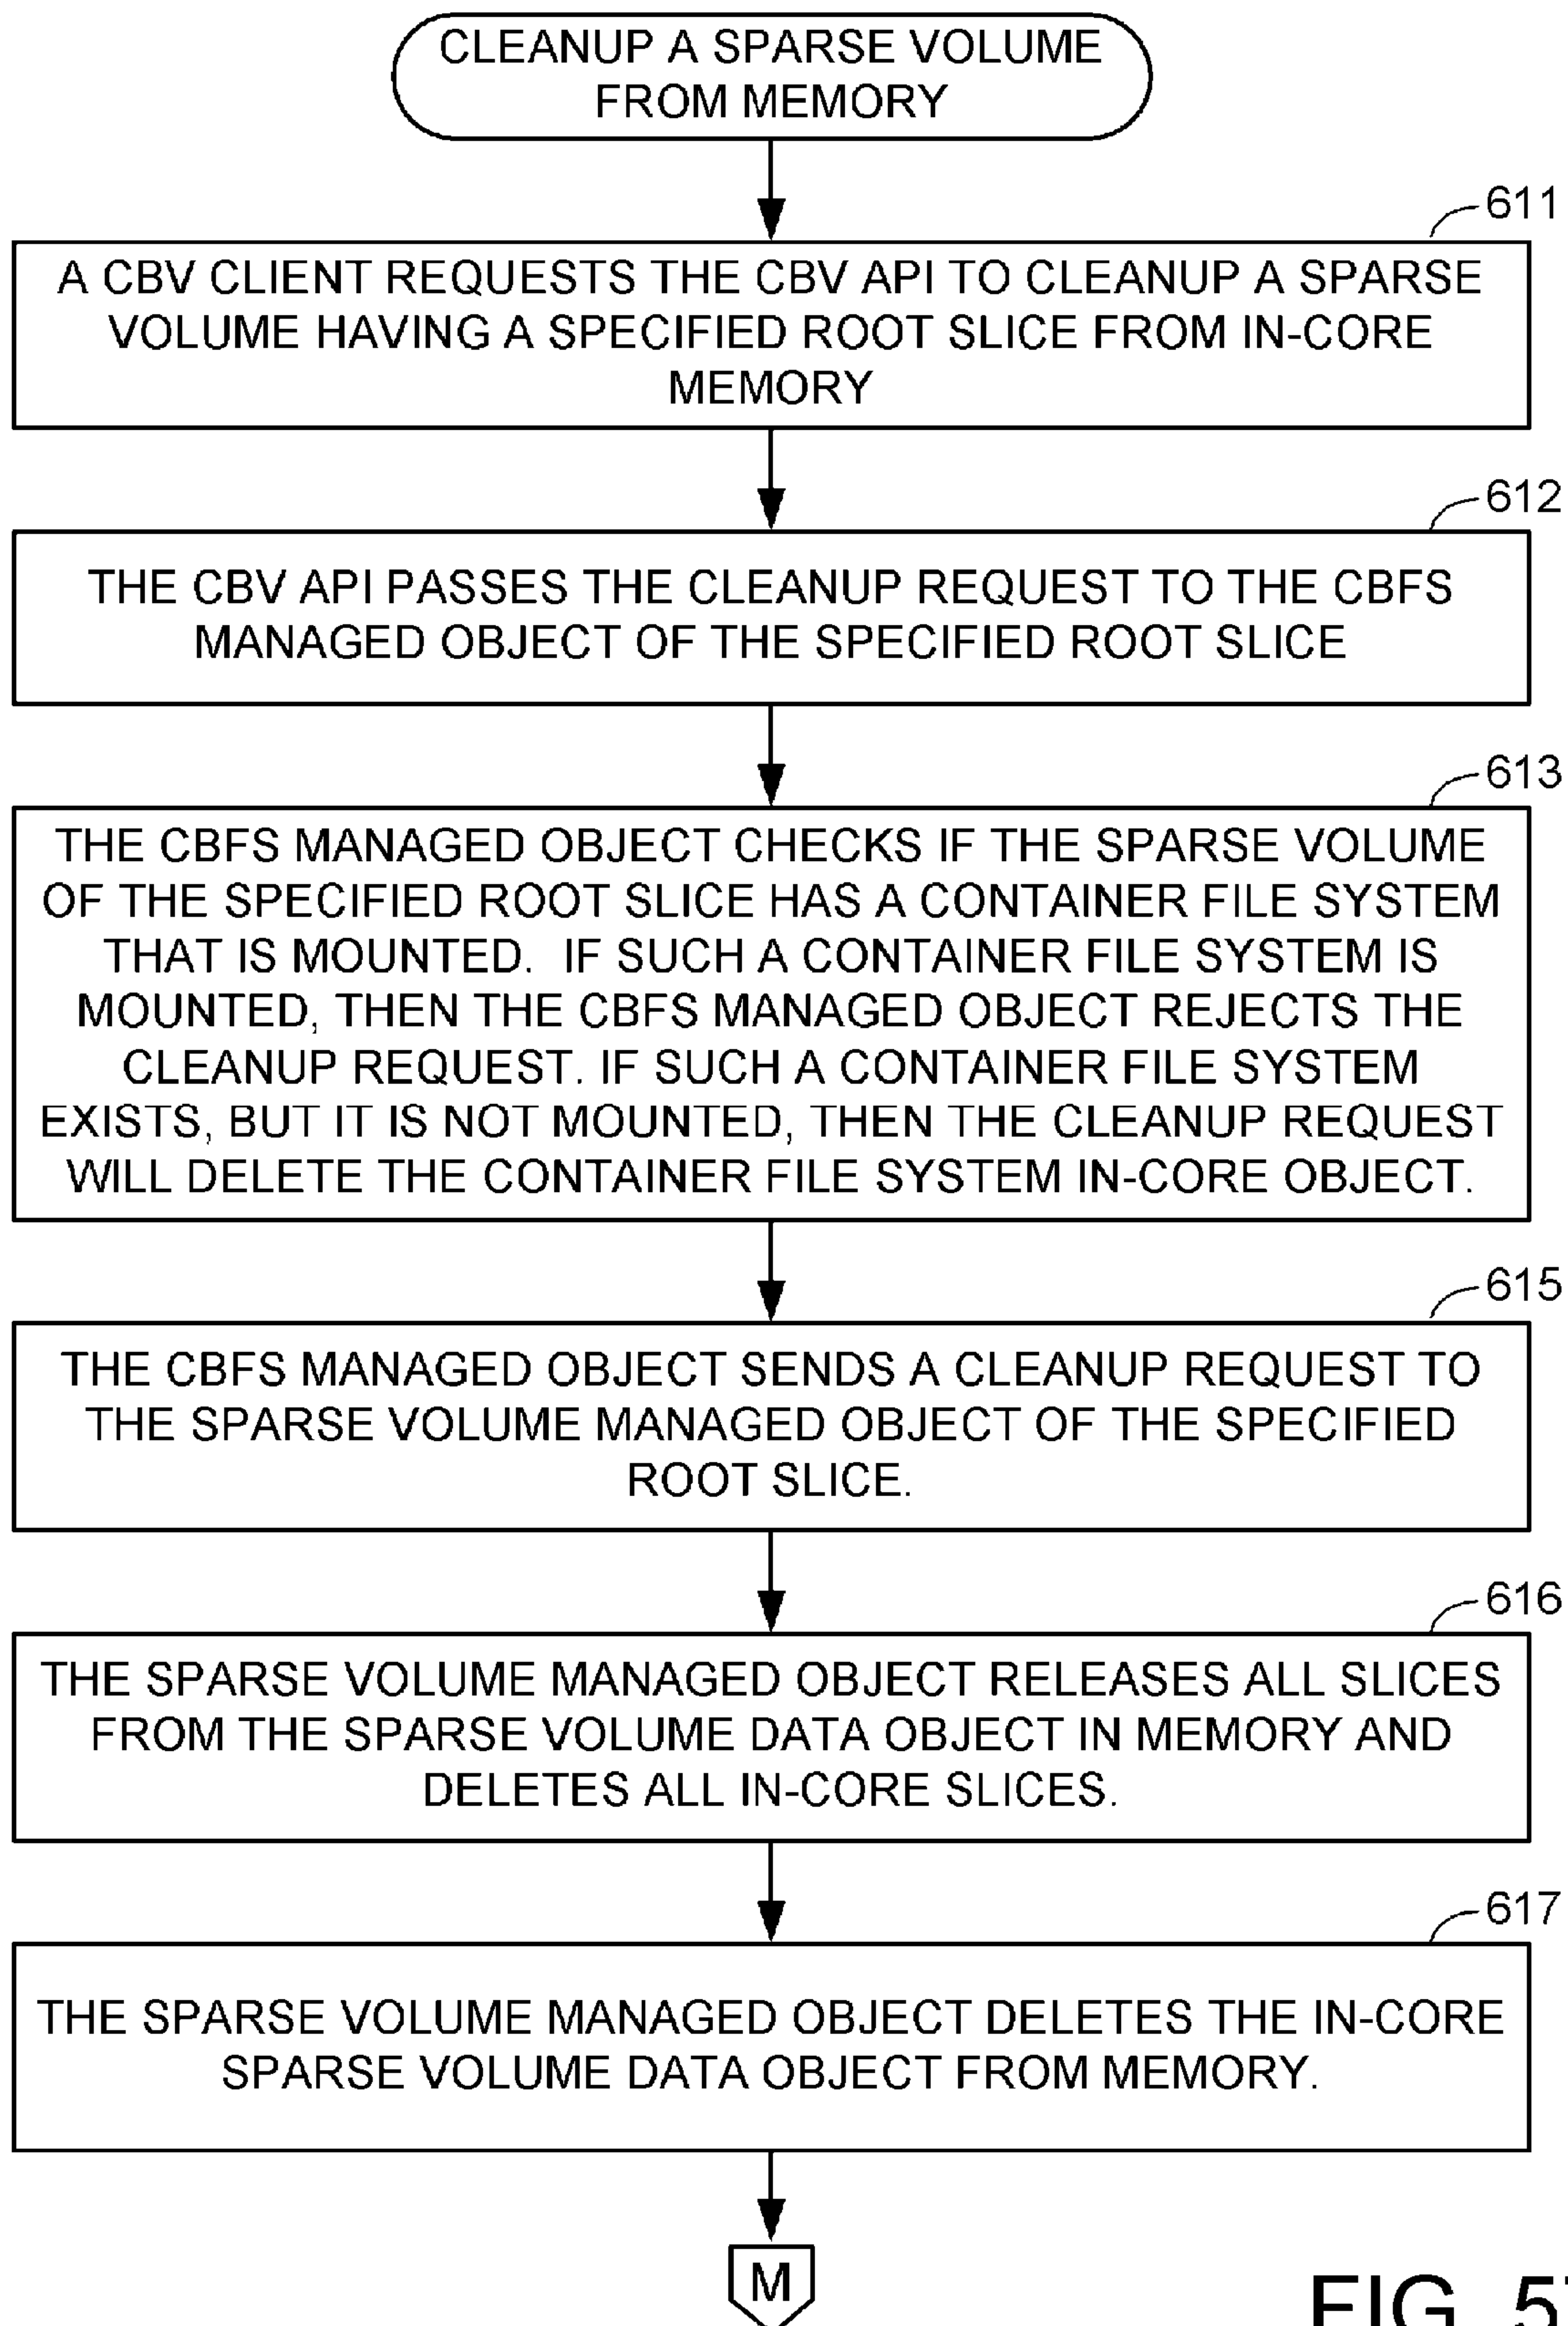 CLEANUP A SPARSE VOLUME
FROM MEMORY
611
A CBV CLIENT REQUESTS THE CBV API TO CLEANUP A SPARSE
VOLUME HAVING A SPECIFIED ROOT SLICE FROM IN-CORE
MEMORY
612
THE CBV API PASSES THE CLEANUP REQUEST TO THE CBFS
MANAGED OBJECT OF THE SPECIFIED ROOT SLICE
613
THE CBFS MANAGED OBJECT CHECKS IF THE SPARSE VOLUME
OF THE SPECIFIED ROOT SLICE HAS A CONTAINER FILE SYSTEM
THAT IS MOUNTED. IF SUCH A CONTAINER FILE SYSTEM IS
MOUNTED, THEN THE CBFS MANAGED OBJECT REJECTS THE
CLEANUP REQUEST. IF SUCH A CONTAINER FILE SYSTEM
EXISTS, BUT IT IS NOT MOUNTED, THEN THE CLEANUP REQUEST
WILL DELETE THE CONTAINER FILE SYSTEM IN-CORE OBJECT.
615
THE CBFS MANAGED OBJECT SENDS A CLEANUP REQUEST TO
THE SPARSE VOLUME MANAGED OBJECT OF THE SPECIFIED
ROOT SLICE.
616
THE SPARSE VOLUME MANAGED OBJECT RELEASES ALL SLICES
FROM THE SPARSE VOLUME DATA OBJECT IN MEMORY AND
DELETES ALL IN-CORE SLICES.
617
THE SPARSE VOLUME MANAGED OBJECT DELETES THE IN-CORE
SPARSE VOLUME DATA OBJECT FROM MEMORY.
M
FIG. 5